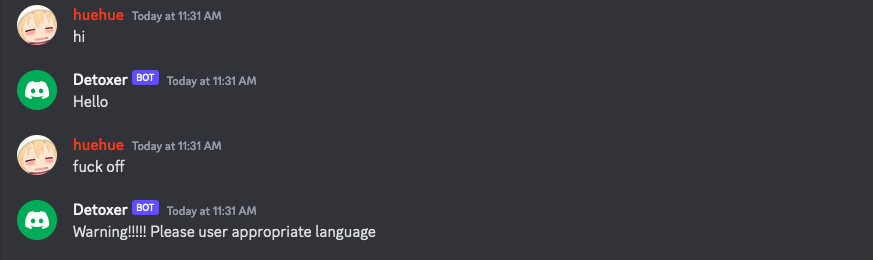 huehue Today at 11:31 AM
hi
Detoxer BOT Today at 11:31 AM
Hello
huehue Today at 11:31 AM
fuck off
Detoxer BOT Today at 11:31 AM
Warning!!!!! Please user appropriate language